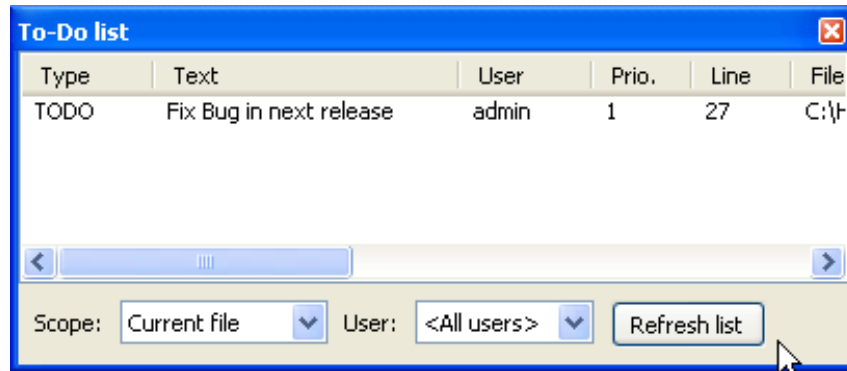 To-Do list
Type Text User Prio. Line File
TODO Fix Bug in next release admin 1 27 C:\H
Scope: Current file User: <All users> Refresh list